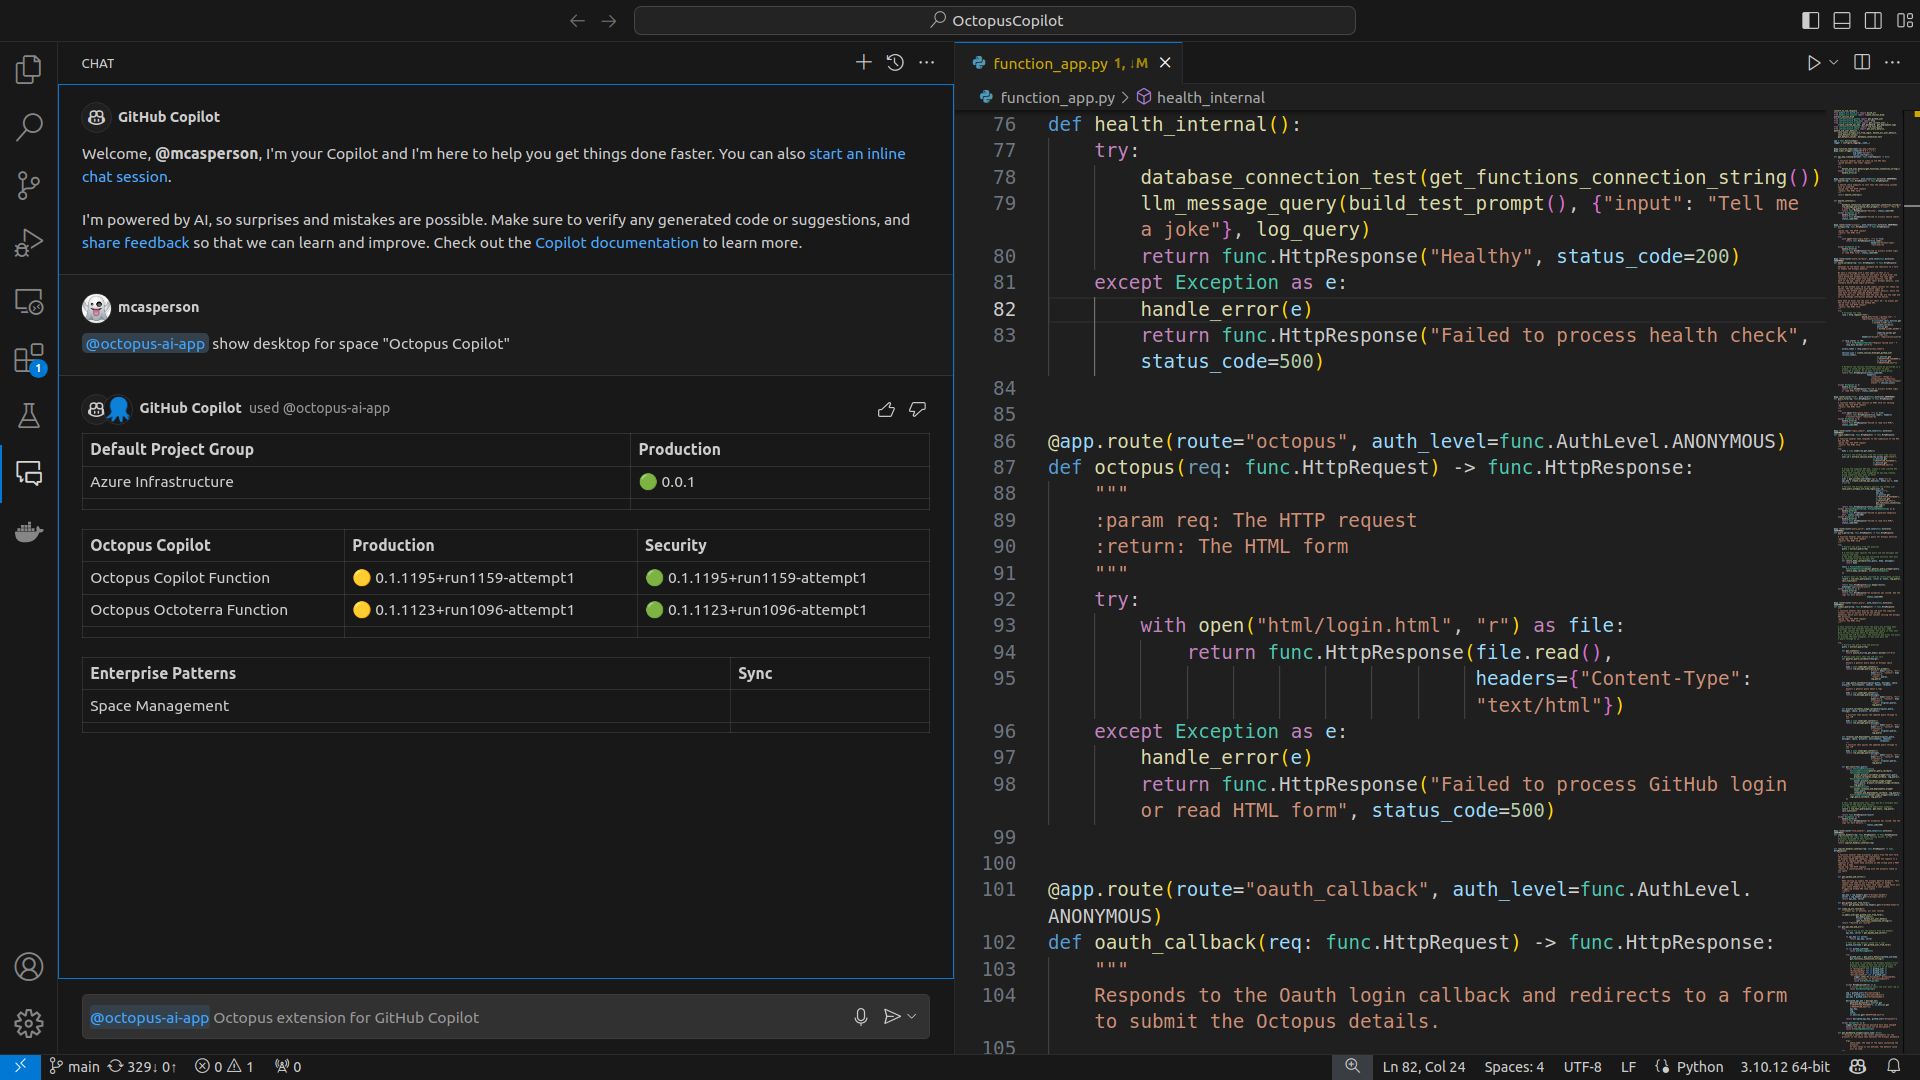 OctopusCopilot
CHAT
GitHub Copilot
Welcome, @mcasperson, I'm your Copilot and I'm here to help you get things done faster. You can also start an inline
chat session.
I'm powered by AI, so surprises and mistakes are possible. Make sure to verify any generated code or suggestions, and
share feedback so that we can learn and improve. Check out the Copilot documentation to learn more.
mcasperson
@octopus-ai-app show desktop for space "Octopus Copilot"
GitHub Copilot used @octopus-ai-app
Default Project Group Production
Azure Infrastructure 0.0.1
Octopus Copilot Production Security
Octopus Copilot Function 0.1.1195+run1159-attempt1 0.1.1195+run1159-attempt1
Octopus Octoterra Function 0.1.1123+run1096-attempt1 0.1.1123+run1096-attempt1
Enterprise Patterns Sync
Space Management
1
@octopus-ai-app Octopus extension for GitHub Copilot
function_app.py 1, ↓M
function_app.py > health_internal
76 def health_internal():
77 try:
78 database_connection_test(get_functions_connection_string())
79 llm_message_query(build_test_prompt(), {"input": "Tell me
a joke"}, log_query)
80 return func.HttpResponse("Healthy", status_code=200)
81 except Exception as e:
82 handle_error(e)
83 return func.HttpResponse("Failed to process health check",
status_code=500)
84
85
86 @app.route(route="octopus", auth_level=func.AuthLevel.ANONYMOUS)
87 def octopus(req: func.HttpRequest) -> func.HttpResponse:
88 """
89 :param req: The HTTP request
90 :return: The HTML form
91 """
92 try:
93 with open("html/login.html", "r") as file:
94 return func.HttpResponse(file.read(),
95 headers={"Content-Type":
"text/html"})
96 except Exception as e:
97 handle_error(e)
98 return func.HttpResponse("Failed to process GitHub login
or read HTML form", status_code=500)
99
100
101 @app.route(route="oauth_callback", auth_level=func.AuthLevel.
ANONYMOUS)
102 def oauth_callback(req: func.HttpRequest) -> func.HttpResponse:
103 """
104 Responds to the Oauth login callback and redirects to a form
to submit the Octopus details.
105
main 329↓ 0↑ 0 1 0 Ln 82, Col 24 Spaces: 4 UTF-8 LF Python 3.10.12 64-bit